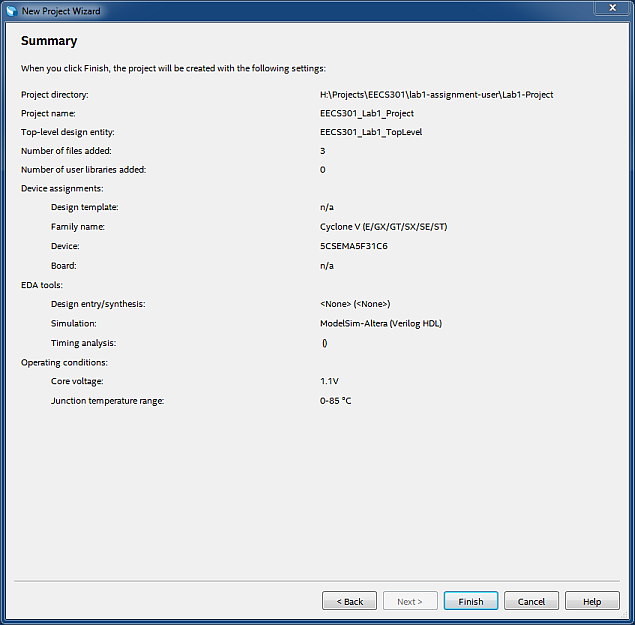 New Project Wizard
Summary
When you click Finish, the project will be created with the following settings:
Project directory: H:\Projects\EECS301\lab1-assignment-user\Lab1-Project
Project name: EECS301_Lab1_Project
Top-level design entity: EECS301_Lab1_TopLevel
Number of files added: 3
Number of user libraries added: 0
Device assignments:
Design template: n/a
Family name: Cyclone V (E/GX/GT/SX/SE/ST)
Device: 5CSEMA5F31C6
Board: n/a
EDA tools:
Design entry/synthesis: <None> (<None>)
Simulation: ModelSim-Altera (Verilog HDL)
Timing analysis: ()
Operating conditions:
Core voltage: 1.1V
Junction temperature range: 0-85 °C
< Back Next > Finish Cancel Help